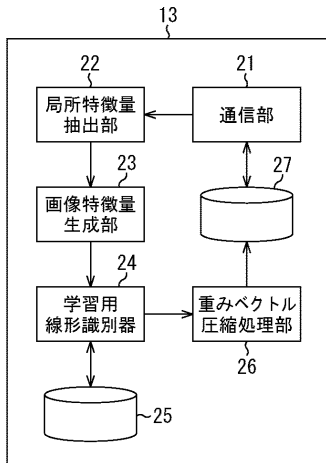 13
22
局所特徴量
抽出部
21
通信部
27
23
画像特徴量
生成部
24
学習用
線形識別器
重みベクトル
圧縮処理部
26
25